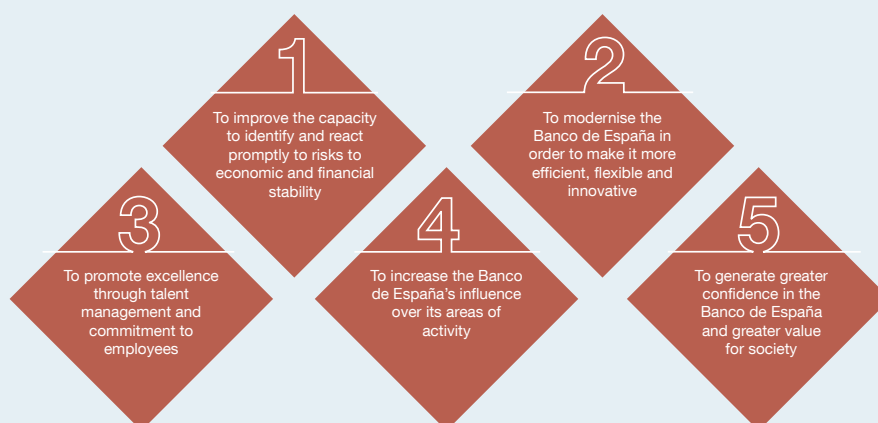 1
To improve the capacity
to identify and react
promptly to risks to
economic and financial
stability
2
To modernise the
Banco de España in
order to make it more
efficient, flexible and
innovative
3
To promote excellence
through talent
management and
commitment to
employees
4
To increase the Banco
de España's influence
over its areas of
activity
5
To generate greater
confidence in the
Banco de España
and greater value
for society